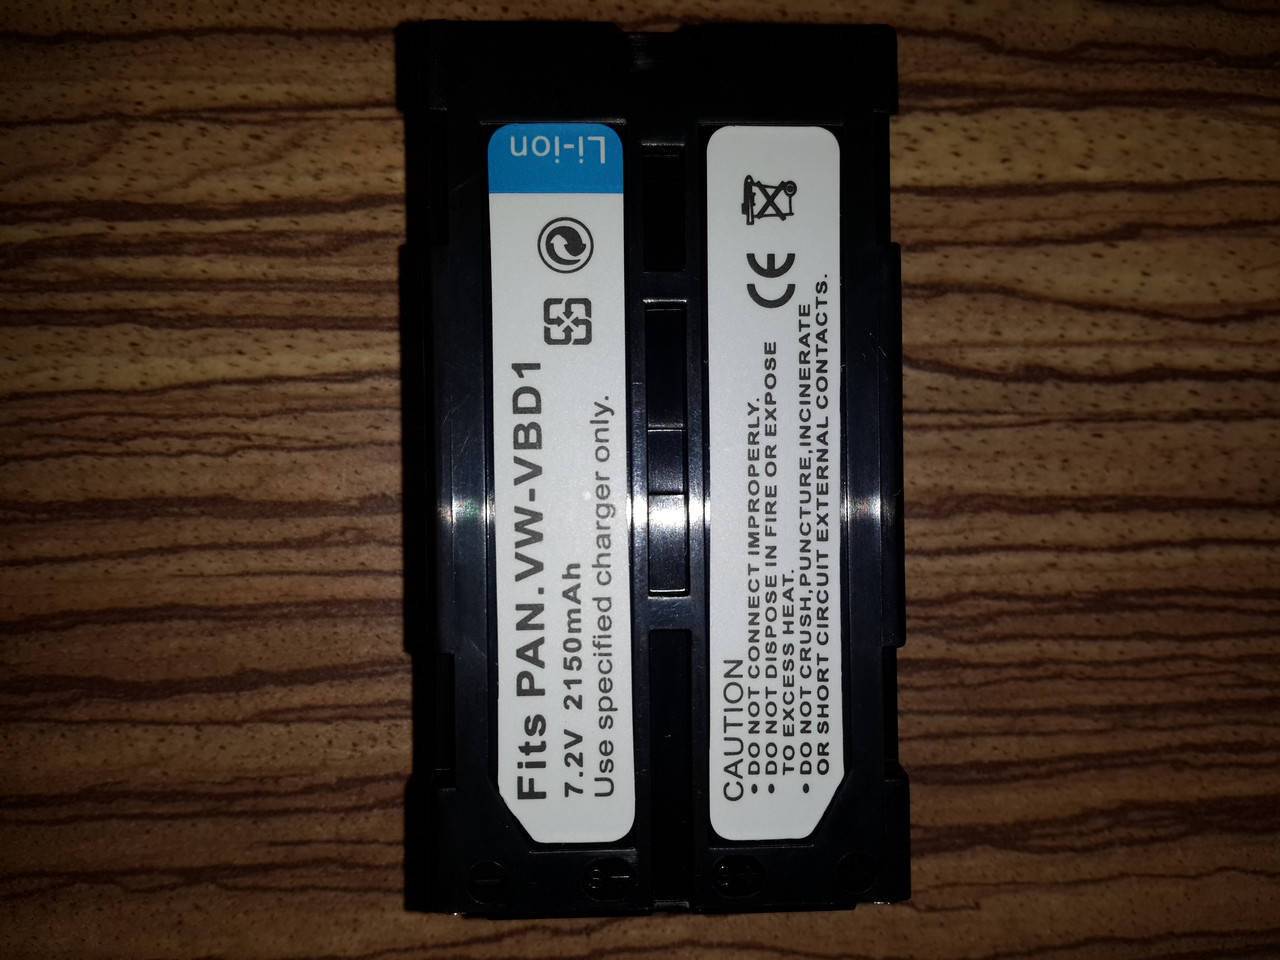 Li-ion
Fits PAN.VW-VBD1
7.2V 2150mAh
Use specified charger only.
CE
CAUTION
• DO NOT CONNECT IMPROPERLY.
• DO NOT DISPOSE IN FIRE OR EXPOSE
TO EXCESS HEAT.
• DO NOT CRUSH,PUNCTURE,INCINERATE
OR SHORT CIRCUIT EXTERNAL CONTACTS.